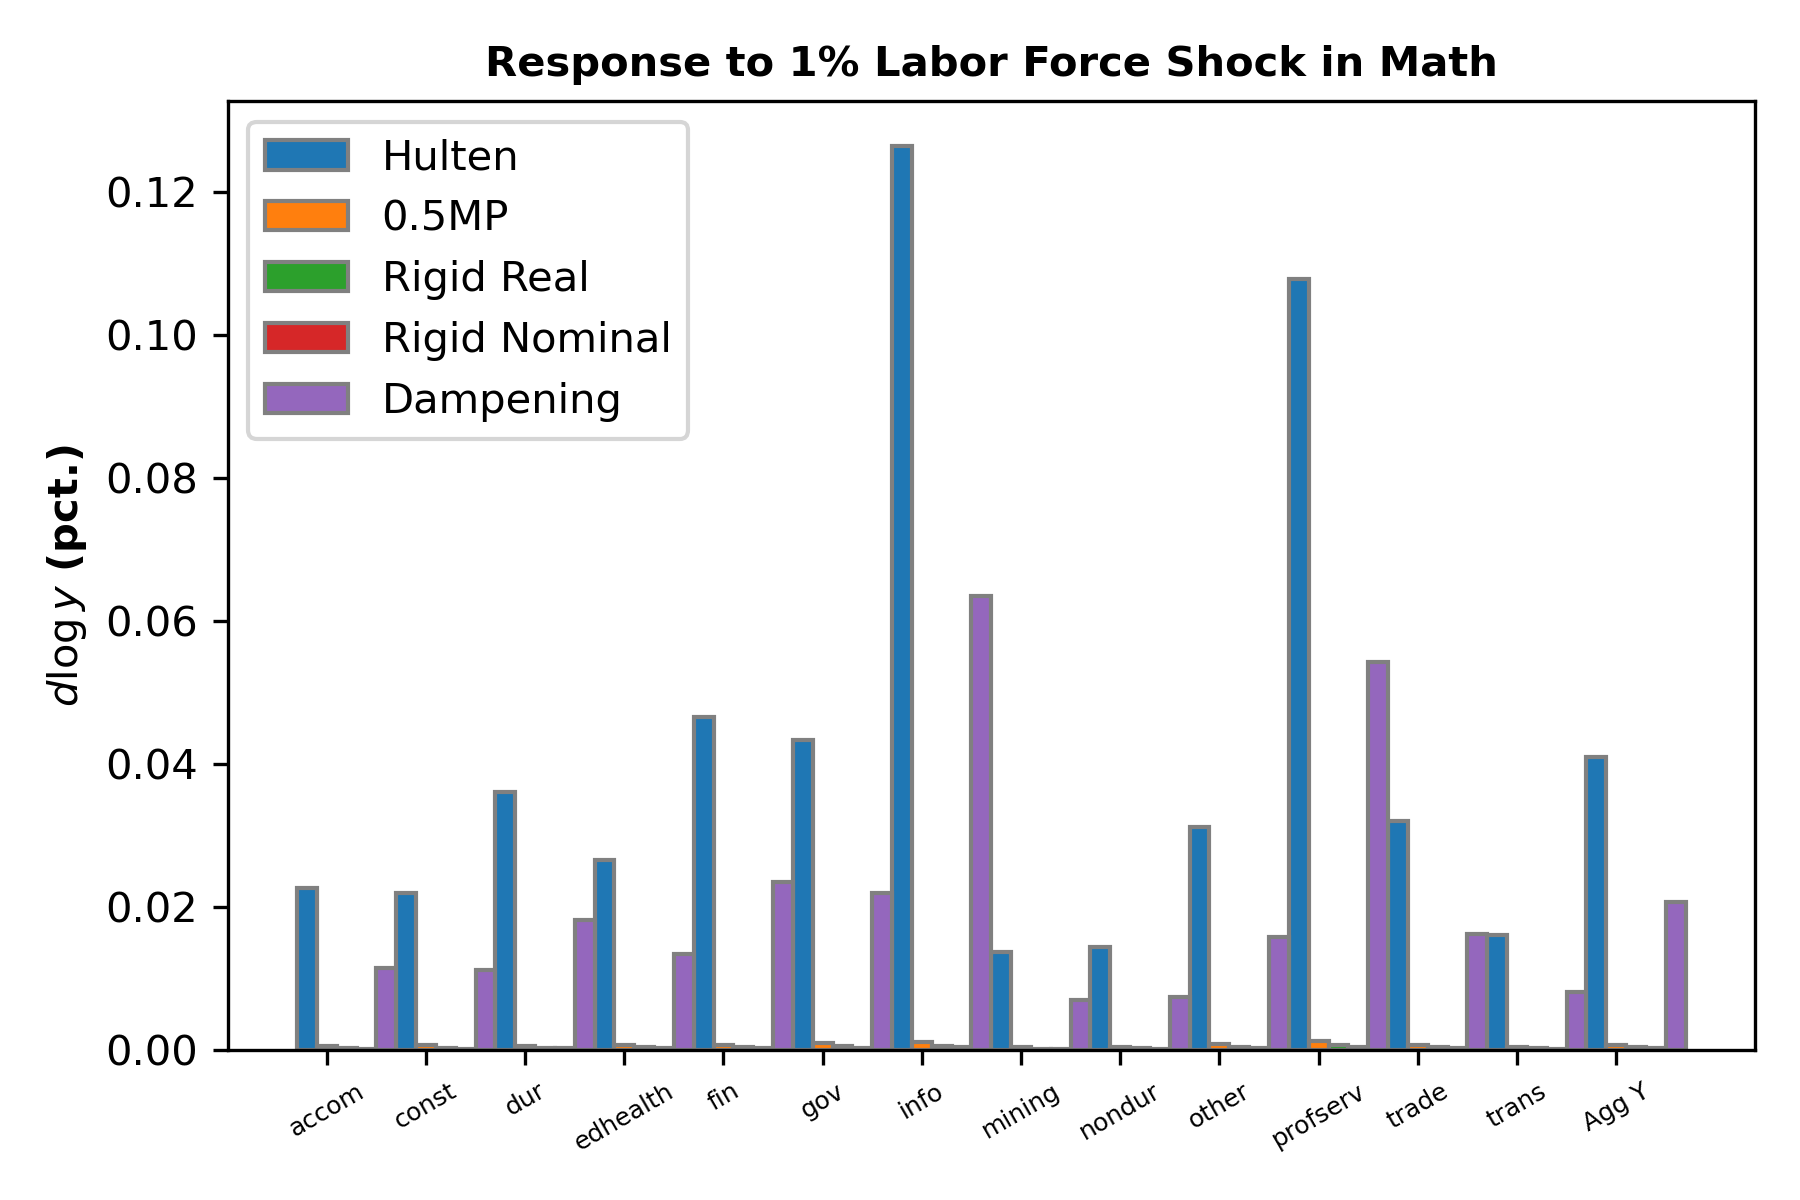 Response to 1% Labor Force Shock in Math
Hulten
0.5MP
Rigid Real
Rigid Nominal
Dampening
dlog y (pct.)
0.12
0.10
0.08
0.06
0.04
0.02
0.00
accom const dur edhealth fin gov info mining nondur other profserv trade trans Agg Y